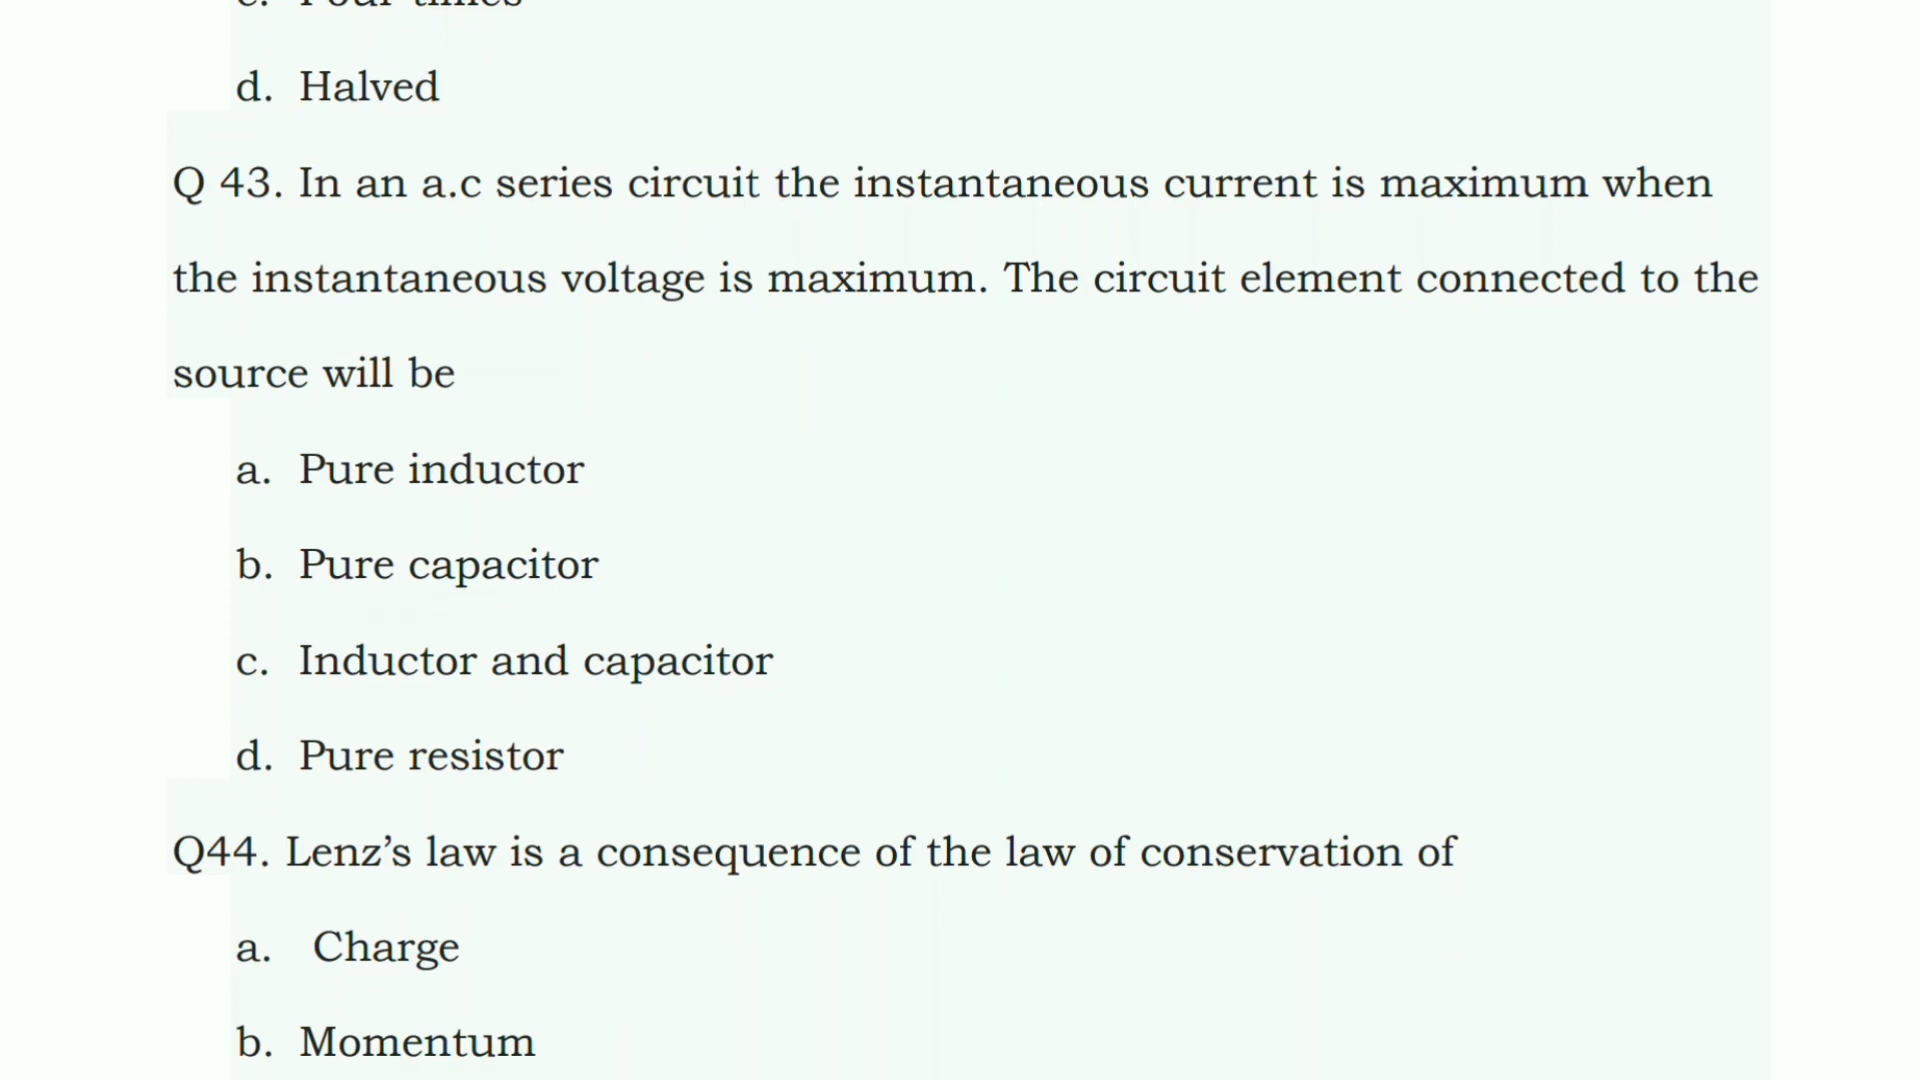 c. Four times
d. Halved
Q 43. In an a.c series circuit the instantaneous current is maximum when
the instantaneous voltage is maximum. The circuit element connected to the
source will be
a. Pure inductor
b. Pure capacitor
c. Inductor and capacitor
d. Pure resistor
Q44. Lenz’s law is a consequence of the law of conservation of
a. Charge
b. Momentum